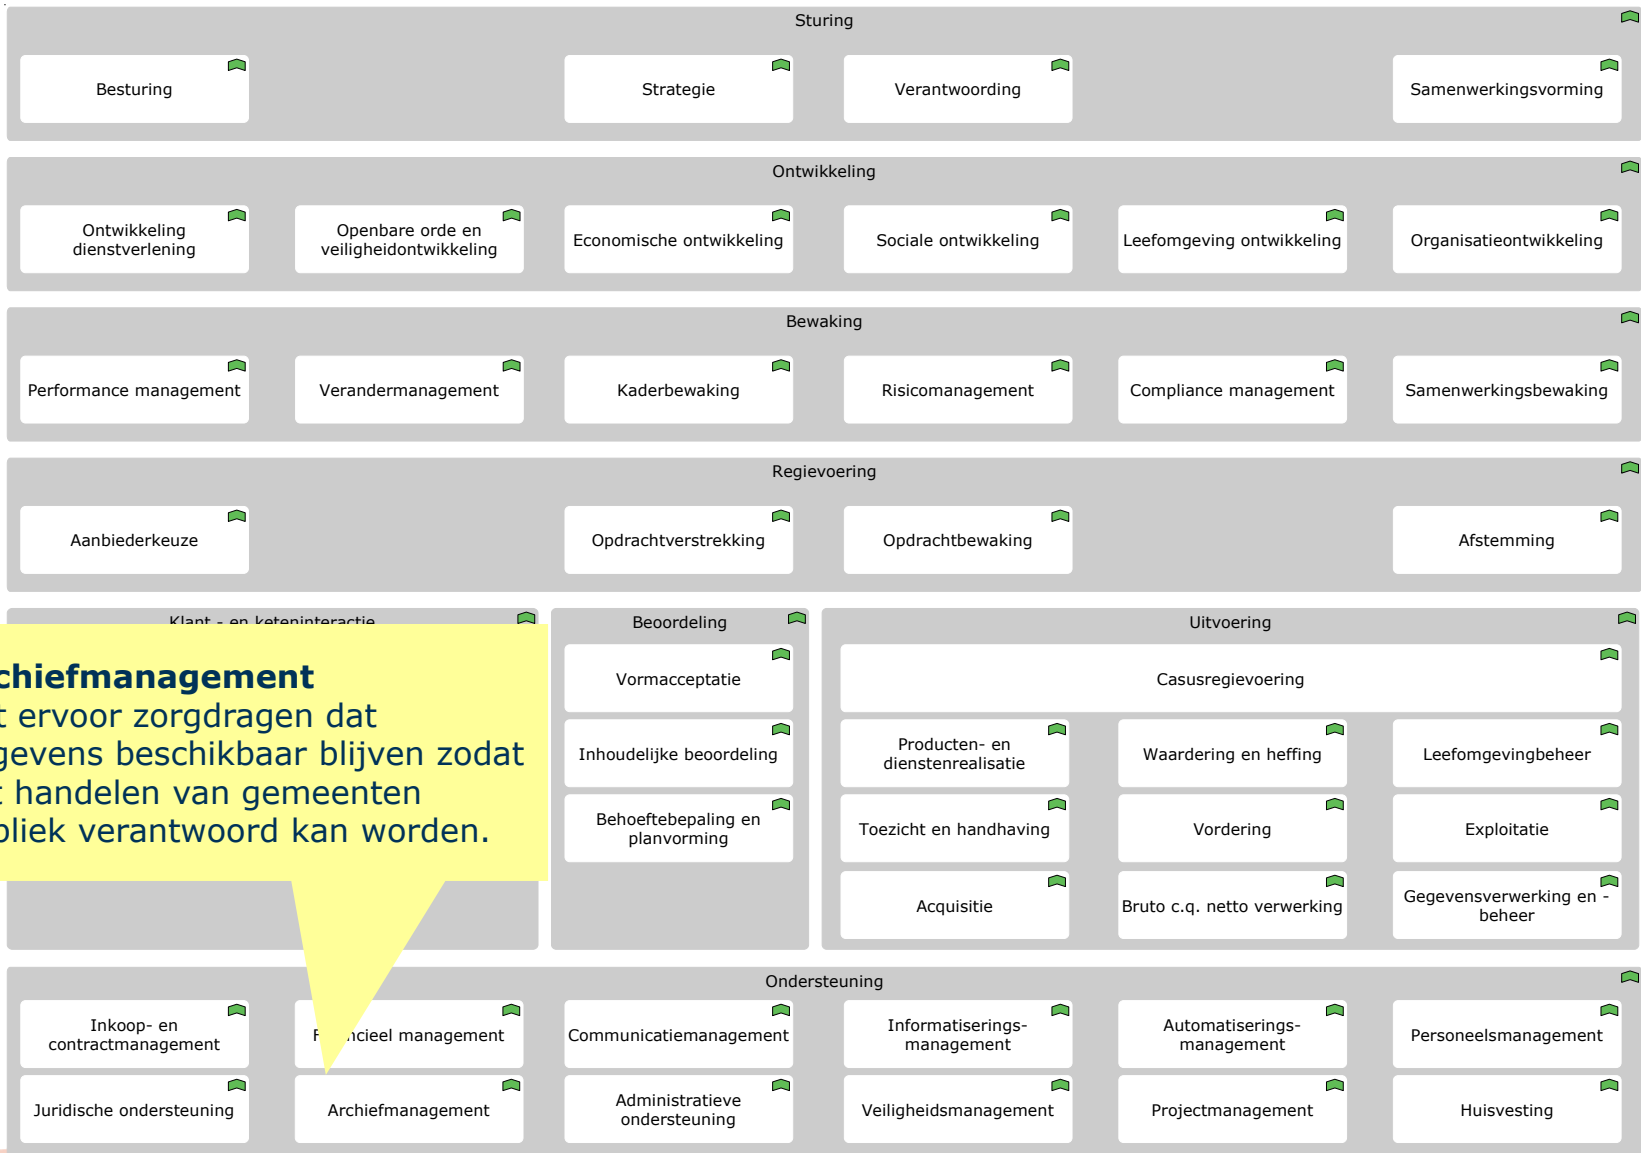 Sturing
Besturing
Strategie
Verantwoording
Samenwerkingsvorming
Ontwikkeling
Ontwikkeling
dienstverlening
Openbare orde en
veiligheidontwikkeling
Economische ontwikkeling
Sociale ontwikkeling
Leefomgeving ontwikkeling
Organisatieontwikkeling
Bewaking
Performance management
Verandermanagement
Kaderbewaking
Risicomanagement
Compliance management
Samenwerkingsbewaking
Regievoering
Aanbiederkeuze
Opdrachtverstrekking
Opdrachtbewaking
Afstemming
Klant - en keteninteractie
chiefmanagement
t ervoor zorgdragen dat
gevens beschikbaar blijven zodat
t handelen van gemeenten
bliek verantwoord kan worden.
Beoordeling
Vormacceptatie
Inhoudelijke beoordeling
Behoeftebepaling en
planvorming
Uitvoering
Casusregievoering
Producten- en
dienstenrealisatie
Waardering en heffing
Leefomgevingbeheer
Toezicht en handhaving
Vordering
Exploitatie
Acquisitie
Bruto c.q. netto verwerking
Gegevensverwerking en -
beheer
Ondersteuning
Inkoop- en
contractmanagement
F ncieel management
Communicatiemanagement
Informatiserings-
management
Automatiserings-
management
Personeelsmanagement
Juridische ondersteuning
Archiefmanagement
Administratieve
ondersteuning
Veiligheidsmanagement
Projectmanagement
Huisvesting